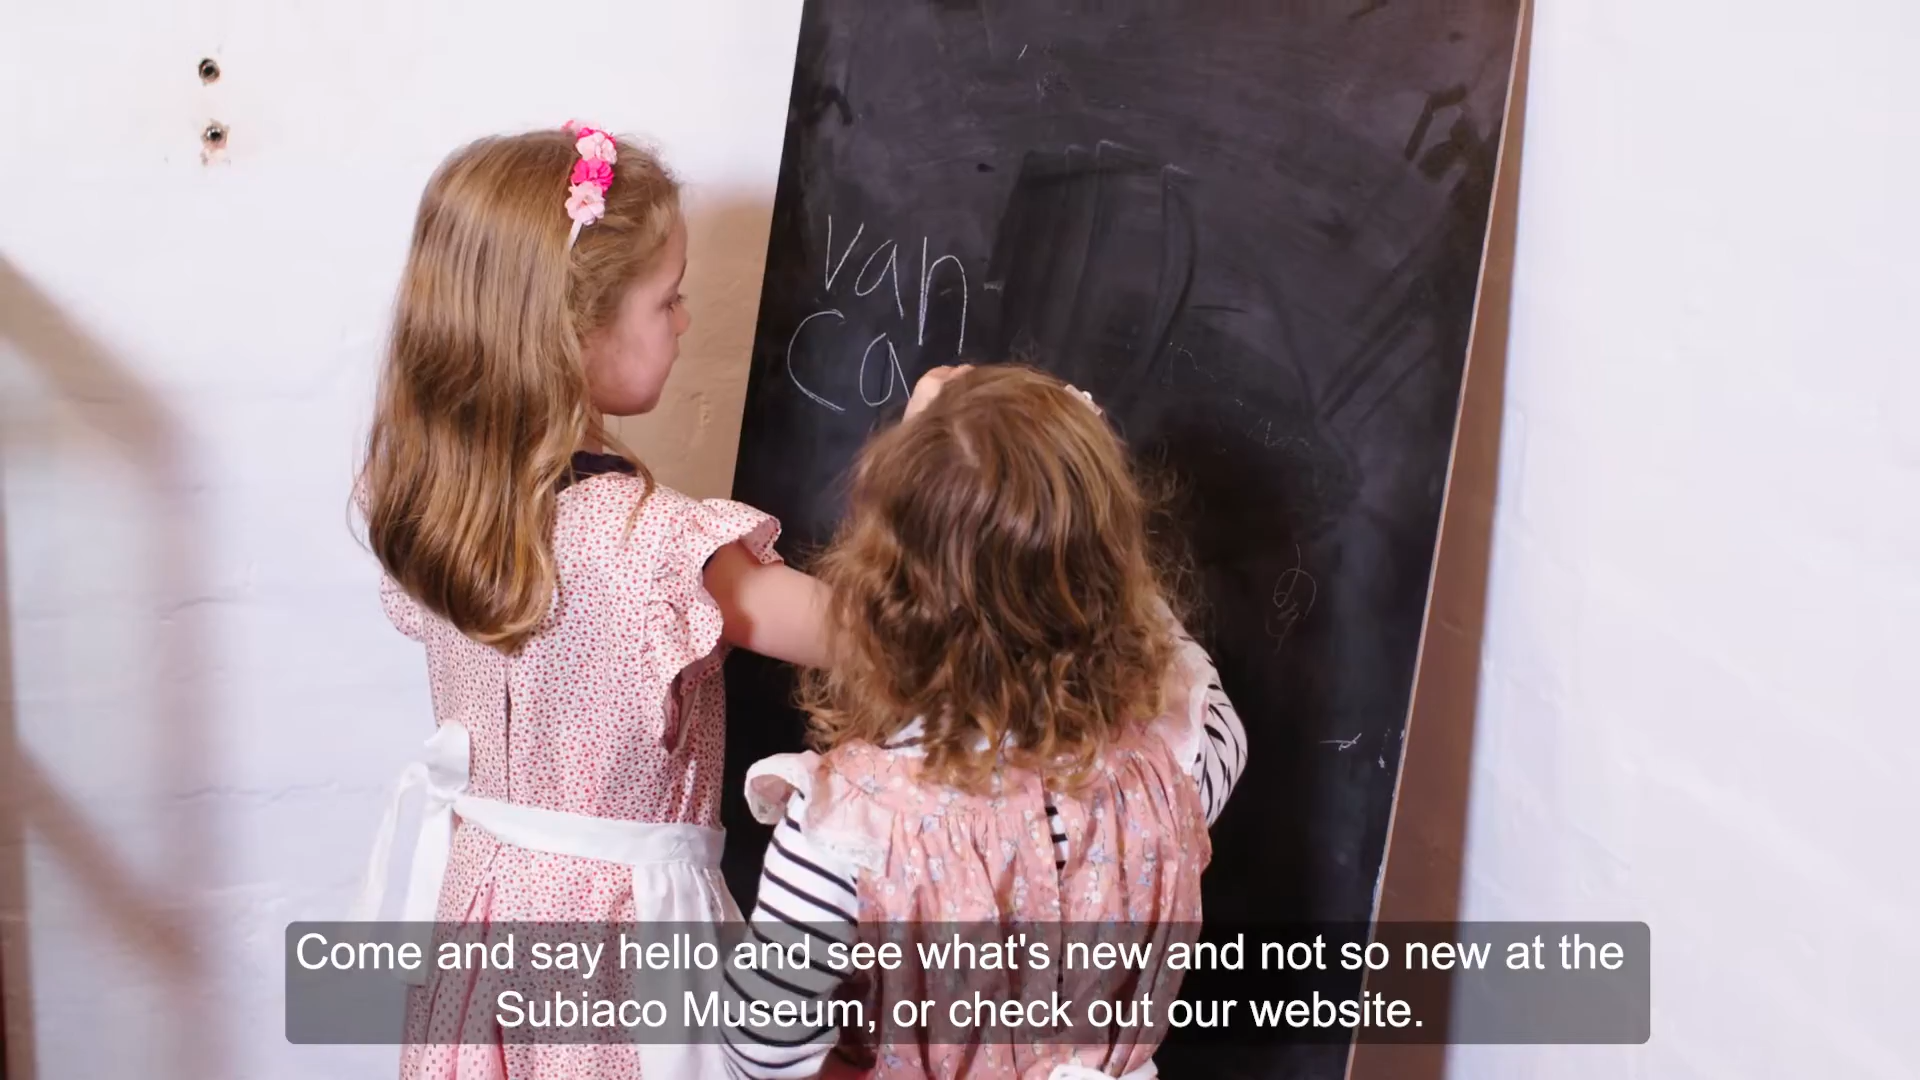 van
ca
Come and say hello and see what's new and not so new at the
Subiaco Museum, or check out our website.